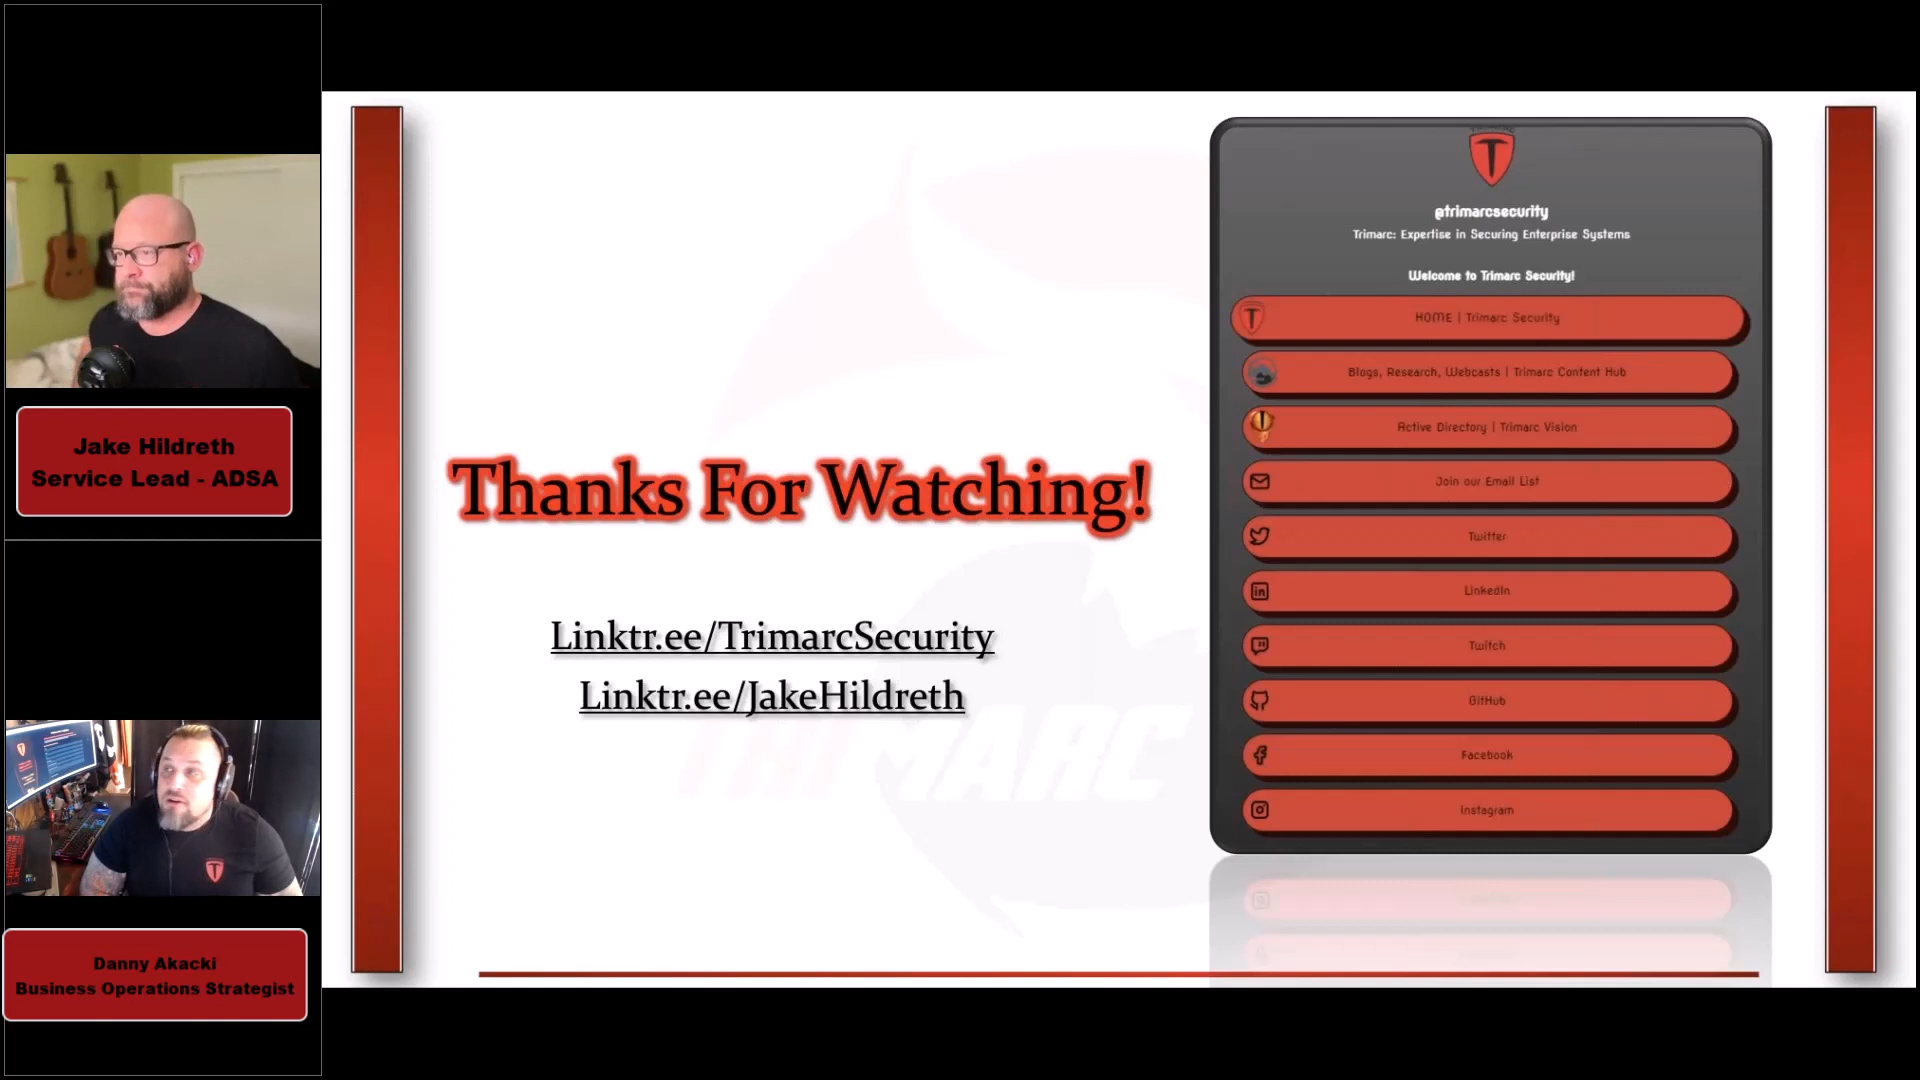 Jake Hildreth
Service Lead - ADSA
Danny Akacki
Business Operations Strategist
Thanks For Watching!
Linktr.ee/TrimarcSecurity
Linktr.ee/JakeHildreth
TRIMARC
@trimarcsecurity
Trimarc: Expertise in Securing Enterprise Systems
Welcome to Trimarc Security!
HOME | Trimarc Security
Blogs, Research, Webcasts | Trimarc Content Hub
Active Directory | Trimarc Vision
Join our Email List
Twitter
LinkedIn
Twitch
GitHub
Facebook
Instagram